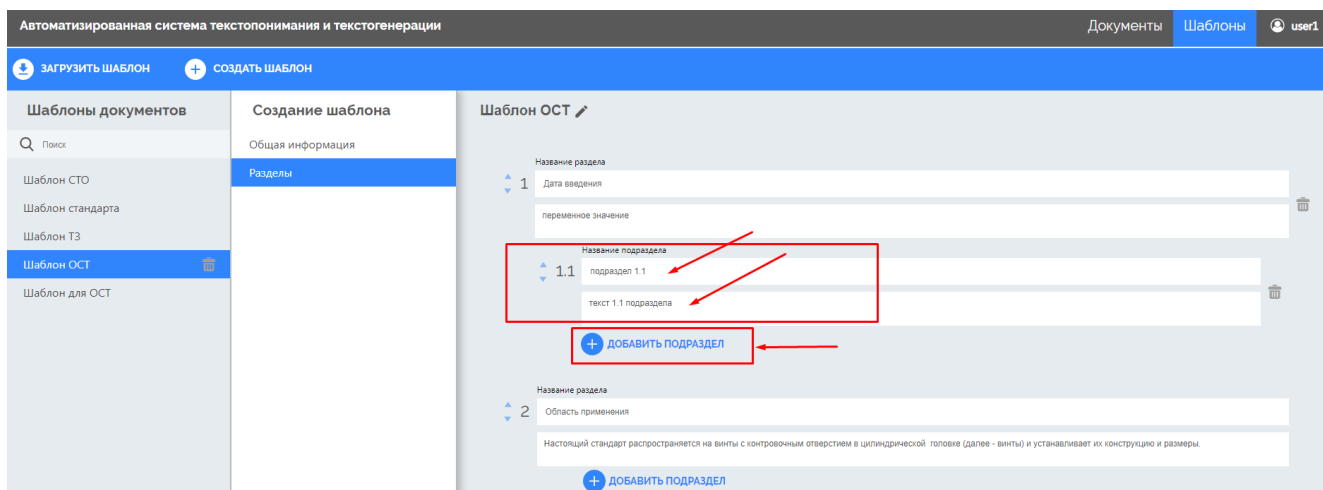 Автоматизированная система текстопонимания и текстогенерации
Документы
Шаблоны
user1
ЗАГРУЗИТЬ ШАБЛОН
СОЗДАТЬ ШАБЛОН
Шаблоны документов
Поиск
Шаблон СТО
Шаблон стандарта
Шаблон ТЗ
Шаблон ОСТ
Шаблон для ОСТ
Создание шаблона
Общая информация
Разделы
Шаблон ОСТ
Название раздела
1
Дата введения
переменное значение
Название подраздела
1.1
подраздел 1.1
текст 1.1 подраздела
ДОБАВИТЬ ПОДРАЗДЕЛ
Название раздела
2
Область применения
Настоящий стандарт распространяется на винты с контровочным отверстием в цилиндрической головке (далее - винты) и устанавливает их конструкцию и размеры.
ДОБАВИТЬ ПОДРАЗДЕЛ